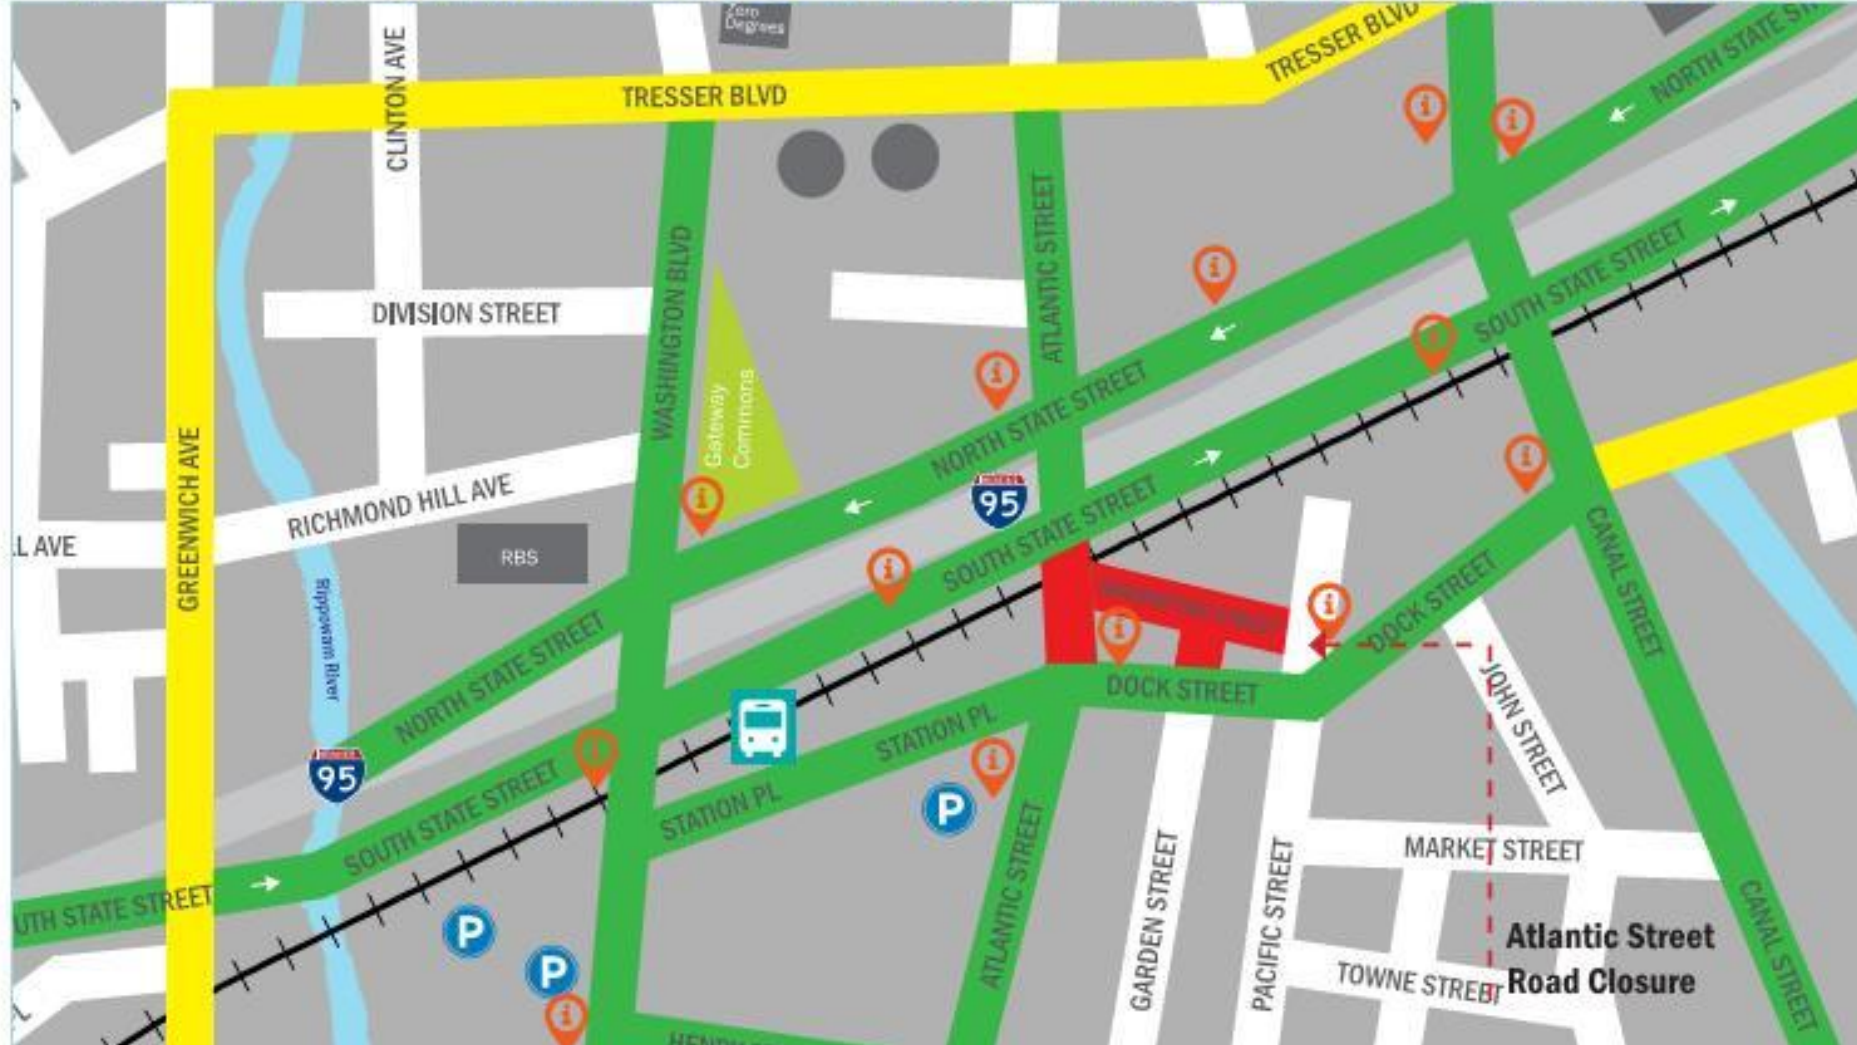 Zero
Degrees
CLINTON AVE
TRESSER BLVD
TRESSER BLVD
NORTH STATE ST
ATLANTIC STREET
WASHINGTON BLVD
DIVISION STREET
SOUTH STATE STREET
Gateway
Commons
NORTH STATE STREET
GREENWICH AVE
RICHMOND HILL AVE
95
SOUTH STATE STREET
L AVE
RBS
CANAL STREET
DOCK STREET
Rippowam River
NORTH STATE STREET
DOCK STREET
JOHN STREET
STATION PL
95
SOUTH STATE STREET
STATION PL
P
ATLANTIC STREET
GARDEN STREET
PACIFIC STREET
MARKET STREET
UTH STATE STREET
P
P
Atlantic Street
Road Closure
TOWNE STREET
CANAL STREET